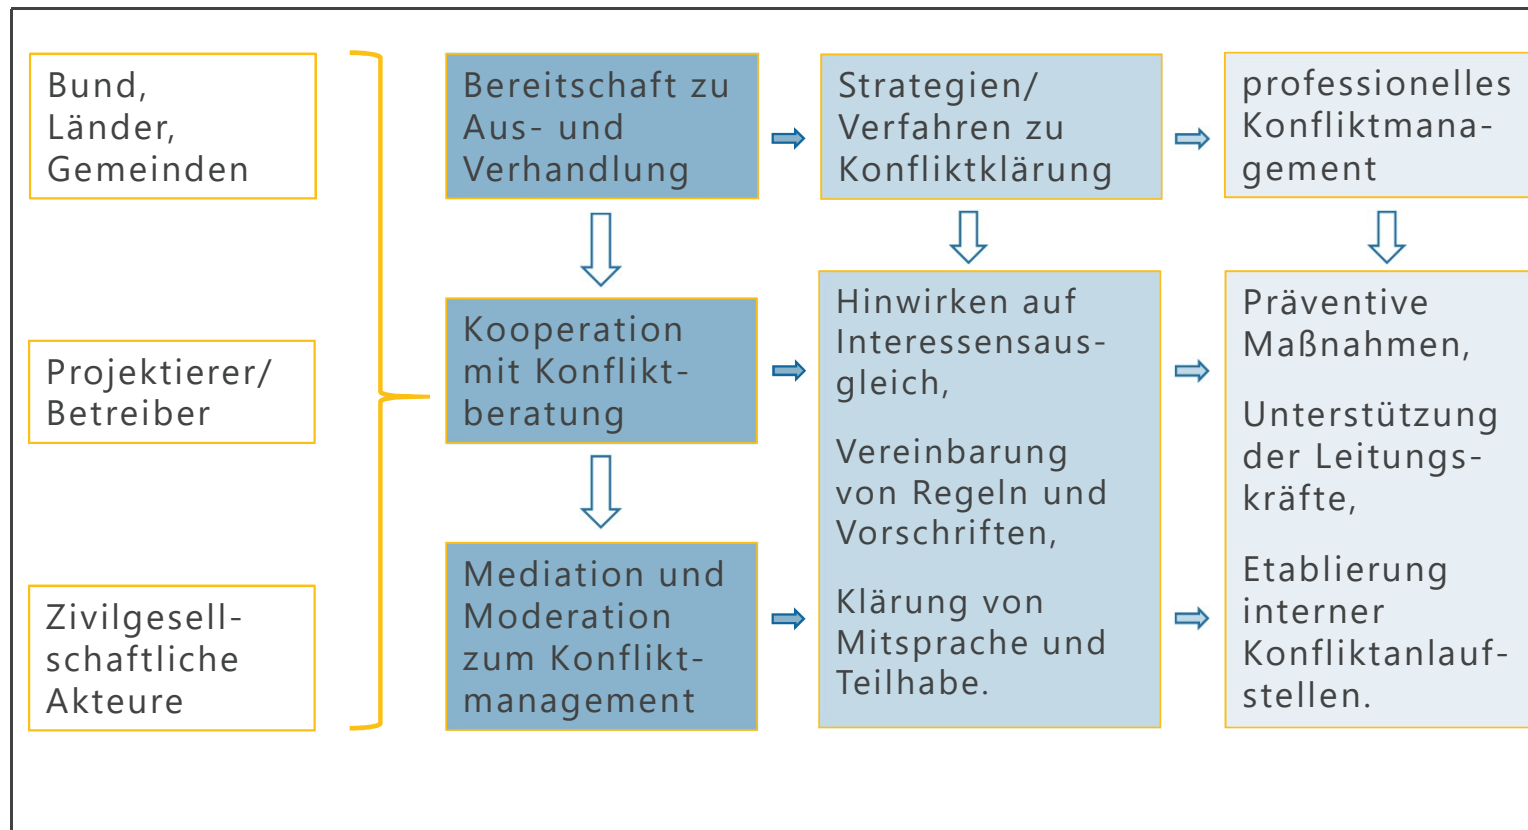 Bund,
Länder,
Gemeinden
Projektierer/
Betreiber
Zivilgesell-
schaftliche
Akteure
Bereitschaft zu
Aus- und
Verhandlung
Kooperation
mit Konflikt-
beratung
Mediation und
Moderation
zum Konflikt-
management
Strategien/
Verfahren zu
Konfliktklärung
Hinwirken auf
Interessensaus-
gleich,
Vereinbarung
von Regeln und
Vorschriften,
Klärung von
Mitsprache und
Teilhabe.
professionelles
Konfliktmana-
gement
Präventive
Maßnahmen,
Unterstützung
der Leitungs-
kräfte,
Etablierung
interner
Konfliktanlauf-
stellen.